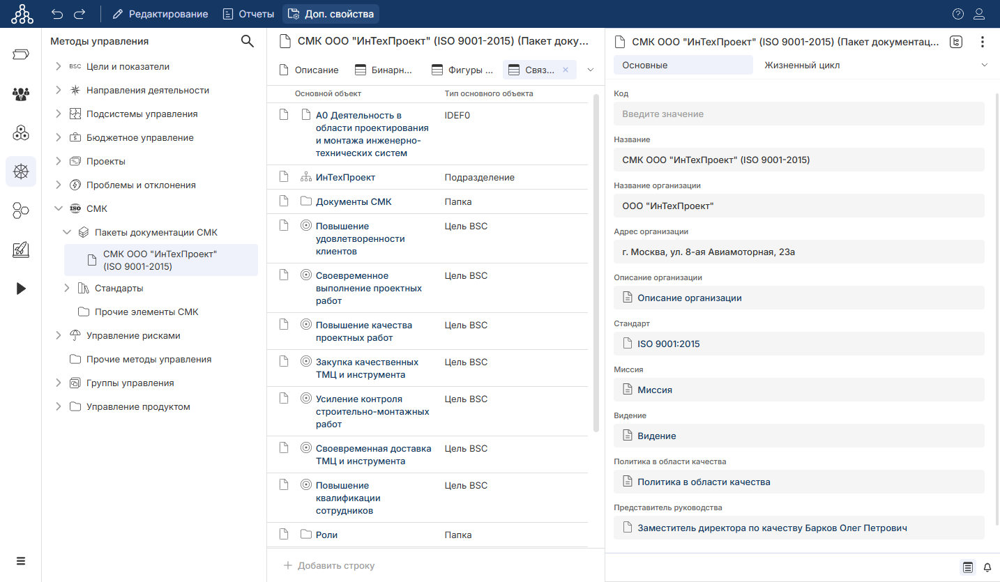 Редактирование
Отчеты
Доп. свойства
Методы управления
BSC Цели и показатели
Направления деятельности
Подсистемы управления
Бюджетное управление
Проекты
Проблемы и отклонения
ISO СМК
Пакеты документации СМК
СМК ООО "ИнТехПроект"
(ISO 9001-2015)
Стандарты
Прочие элементы СМК
Управление рисками
Прочие методы управления
Группы управления
Управление продуктом
СМК ООО "ИнТехПроект" (ISO 9001-2015) (Пакет доку...
Описание
Бинарн...
Фигуры ...
Связ... ×
Основной объект
Тип основного объекта
A0 Деятельность в
области проектирования
и монтажа инженерно-
технических систем
IDEF0
ИнТехПроект
Подразделение
Документы СМК
Папка
Повышение
удовлетворенности
клиентов
Цель BSC
Своевременное
выполнение проектных
работ
Цель BSC
Повышение качества
проектных работ
Цель BSC
Закупка качественных
ТМЦ и инструмента
Цель BSC
Усиление контроля
строительно-монтажных
работ
Цель BSC
Своевременная доставка
ТМЦ и инструмента
Цель BSC
Повышение
квалификации
сотрудников
Цель BSC
Роли
Папка
+ Добавить строку
СМК ООО "ИнТехПроект" (ISO 9001-2015) (Пакет документац...
Основные
Жизненный цикл
Код
Введите значение
Название
СМК ООО "ИнТехПроект" (ISO 9001-2015)
Название организации
ООО "ИнТехПроект"
Адрес организации
г. Москва, ул. 8-ая Авиамоторная, 23а
Описание организации
Описание организации
Стандарт
ISO 9001:2015
Миссия
Миссия
Видение
Видение
Политика в области качества
Политика в области качества
Представитель руководства
Заместитель директора по качеству Барков Олег Петрович